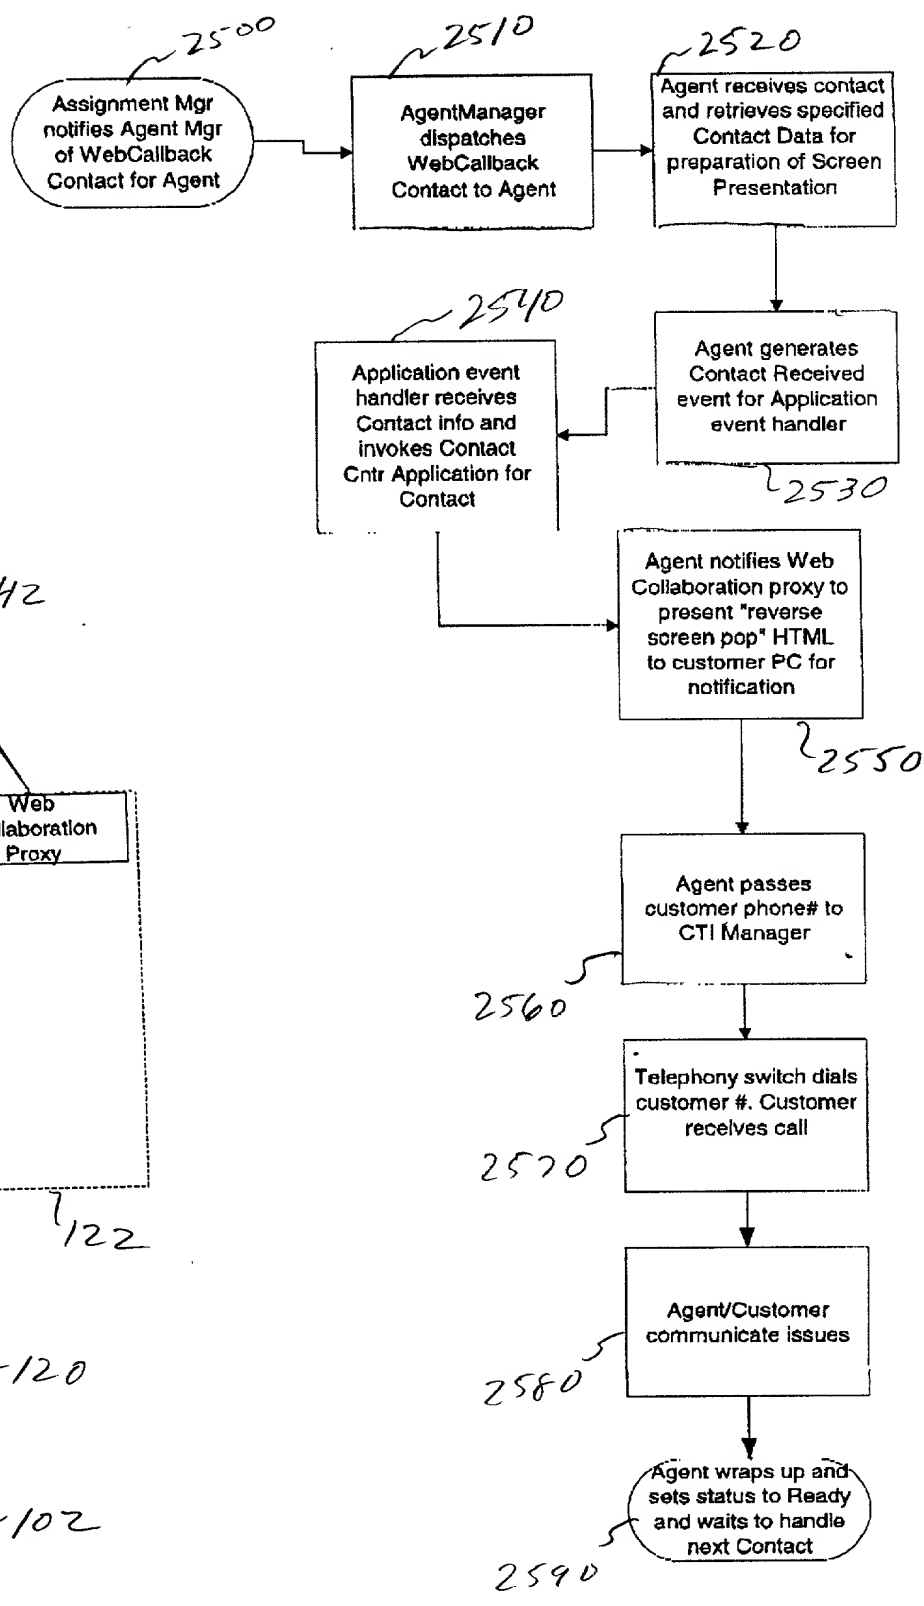 2500
Assignment Mgr
notifies Agent Mgr
of WebCallback
Contact for Agent
2510
AgentManager
dispatches
WebCallback
Contact to Agent
2520
Agent receives contact
and retrieves specified
Contact Data for
preparation of Screen
Presentation
Agent generates
Contact Received
event for Application
event handler
2530
2540
Application event
handler receives
Contact info and
invokes Contact
Cntr Application for
Contact
Agent notifies Web
Collaboration proxy to
present "reverse
screen pop" HTML
to customer PC for
notification
2550
42
Web
llaboration
Proxy
122
Agent passes
customer phone# to
CTI Manager
2560
Telephony switch dials
customer #. Customer
receives call
2570
Agent/Customer
communicate issues
2580
120
Agent wraps up and
sets status to Ready
and waits to handle
next Contact
2590
102